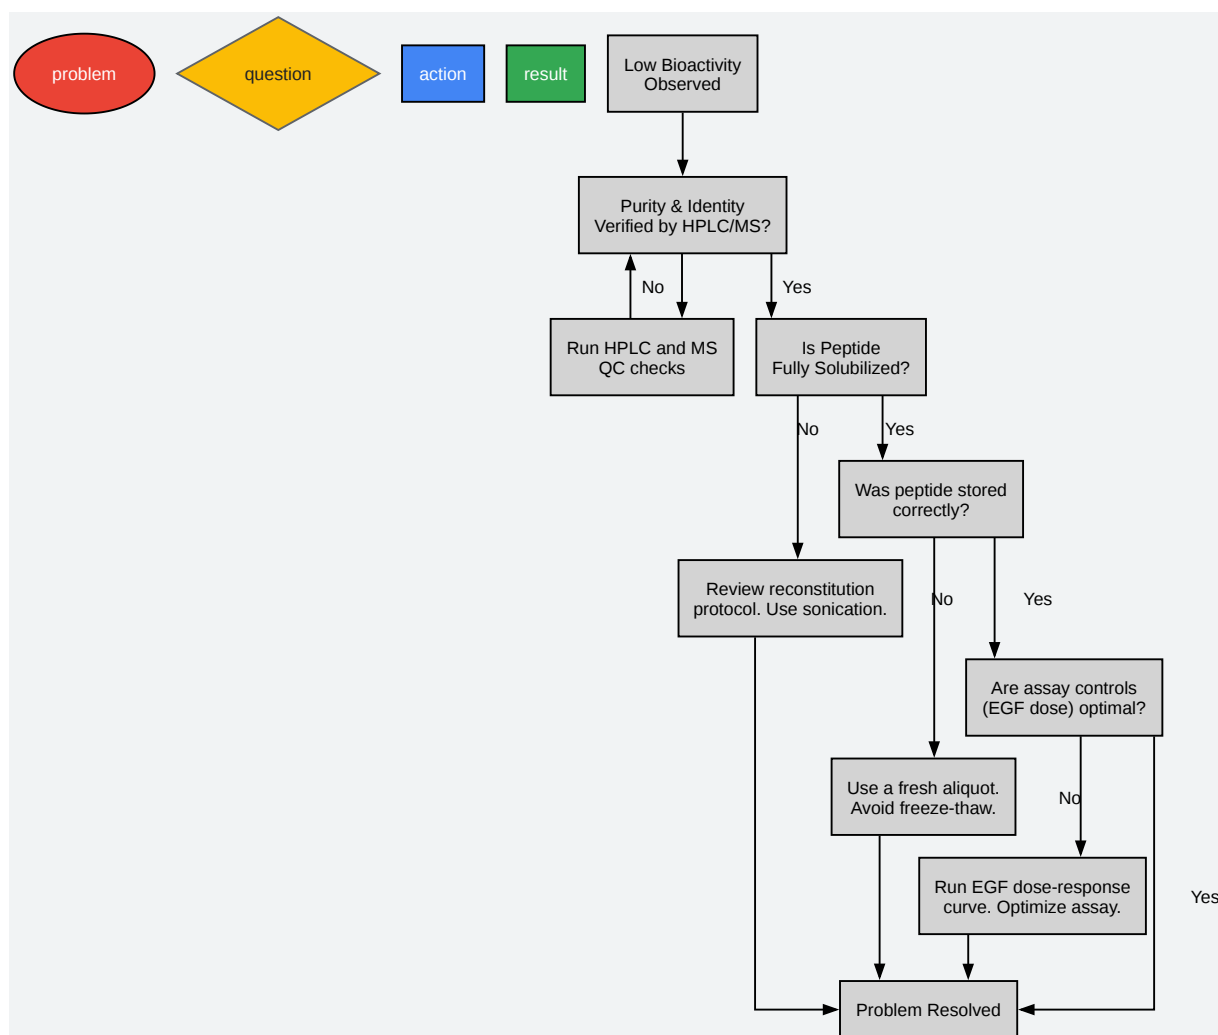 problem
question
action
result
Low Bioactivity
Observed
Purity & Identity
Verified by HPLC/MS?
No
Yes
Run HPLC and MS
QC checks
Is Peptide
Fully Solubilized?
No
Yes
Was peptide stored
correctly?
Review reconstitution
protocol. Use sonication.
No
Yes
Are assay controls
(EGF dose) optimal?
Use a fresh aliquot.
Avoid freeze-thaw.
No
Run EGF dose-response
curve. Optimize assay.
Yes
Problem Resolved